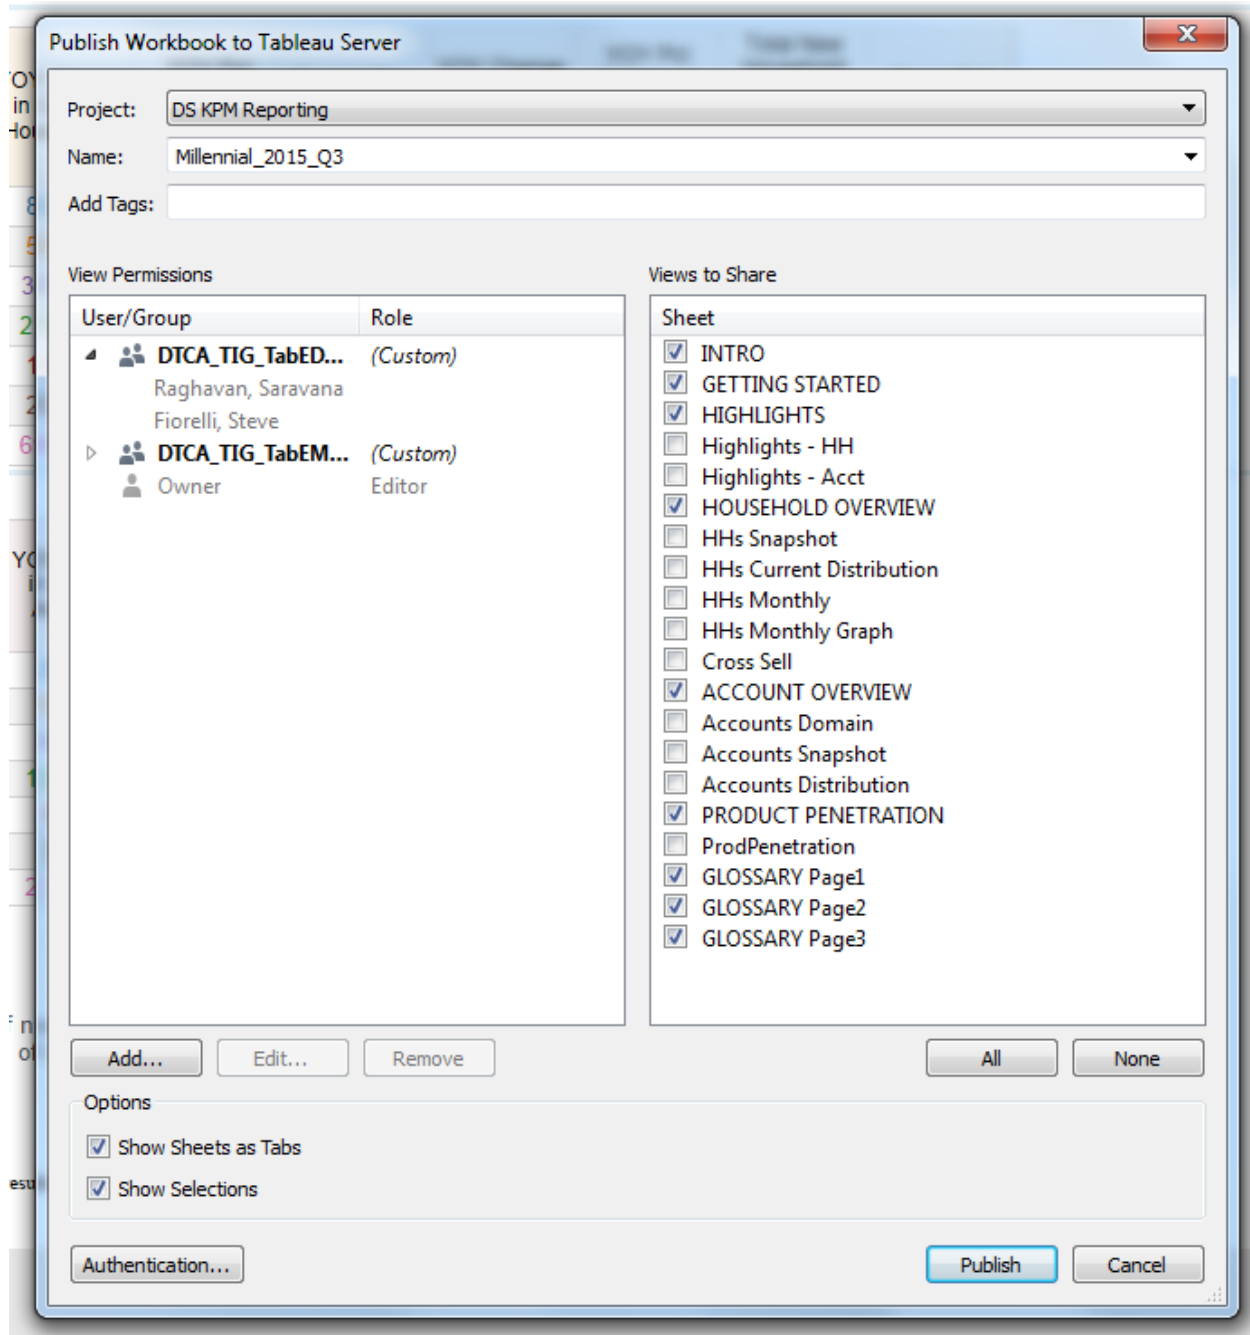 Publish Workbook to Tableau Server
Project: DS KPM Reporting
Name: Millennial_2015_Q3
Add Tags:
View Permissions
Views to Share
User/Group Role
Sheet
DTCA_TIG_TabED... (Custom)
Raghavan, Saravana
Fiorelli, Steve
DTCA_TIG_TabEM... (Custom)
Owner Editor
INTRO
GETTING STARTED
HIGHLIGHTS
Highlights - HH
Highlights - Acct
HOUSEHOLD OVERVIEW
HHs Snapshot
HHs Current Distribution
HHs Monthly
HHs Monthly Graph
Cross Sell
ACCOUNT OVERVIEW
Accounts Domain
Accounts Snapshot
Accounts Distribution
PRODUCT PENETRATION
ProdPenetration
GLOSSARY Page1
GLOSSARY Page2
GLOSSARY Page3
Add... Edit... Remove
All None
Options
Show Sheets as Tabs
Show Selections
Authentication...
Publish Cancel